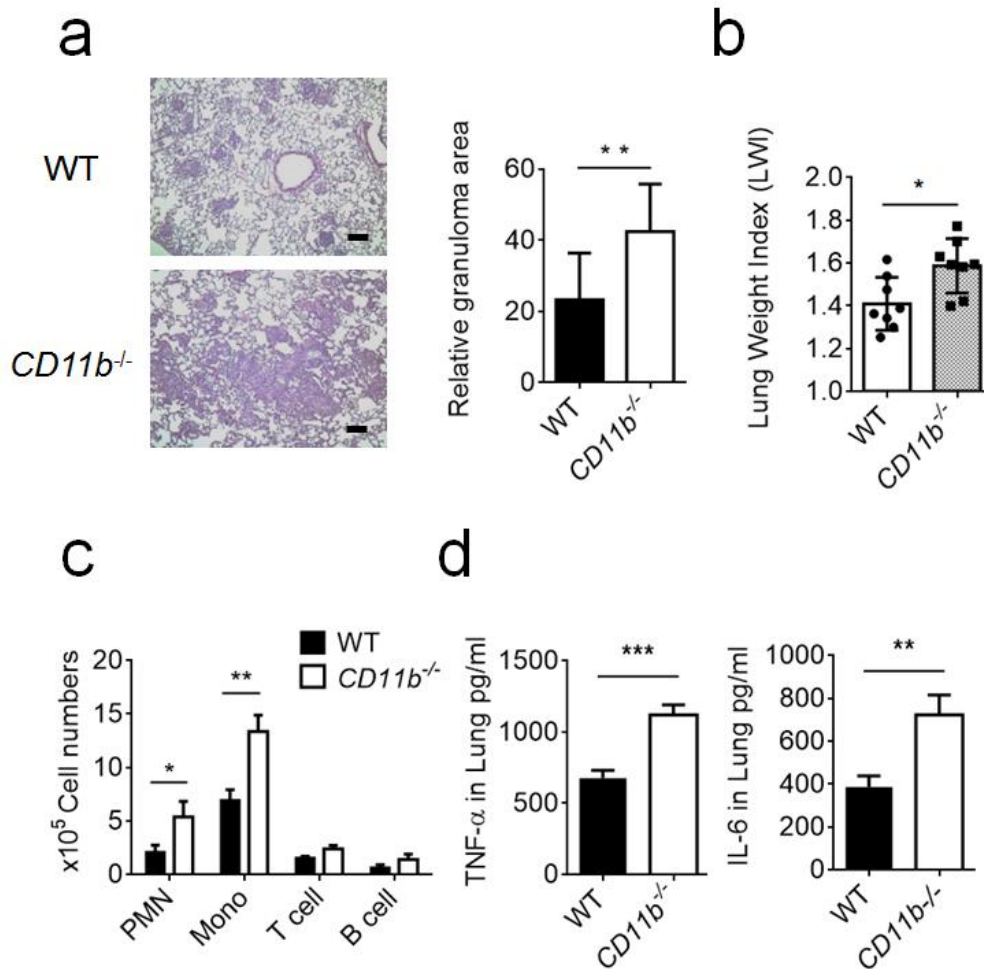 a
WT
CD11b-/-
Relative granuloma area
60
40
20
0
* *
WT
CD11b-/-
b
Lung Weight Index (LWI)
2.0
1.8
1.6
1.4
1.2
1.0
*
WT
CD11b-/-
c
x10⁵ Cell numbers
20
15
10
5
0
WT
CD11b-/-
*
**
PMN
Mono
T cell
B cell
d
TNF-α in Lung pg/ml
1500
1000
500
0
***
WT
CD11b-/-
IL-6 in Lung pg/ml
1000
800
600
400
200
0
**
WT
CD11b-/-